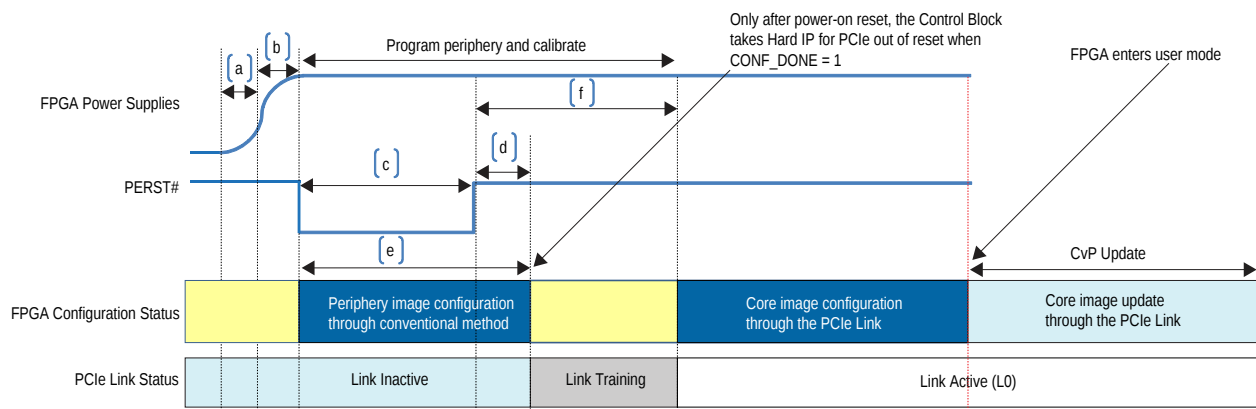 Only after power-on reset, the Control Block
takes Hard IP for PCIe out of reset when
CONF_DONE = 1
Program periphery and calibrate
FPGA enters user mode
[b]
[a]
[f]
FPGA Power Supplies
[d]
[c]
PERST#
[e]
CvP Update
FPGA Configuration Status
Periphery image configuration
through conventional method
Core image configuration
through the PCIe Link
Core image update
through the PCIe Link
PCIe Link Status
Link Inactive
Link Training
Link Active (L0)